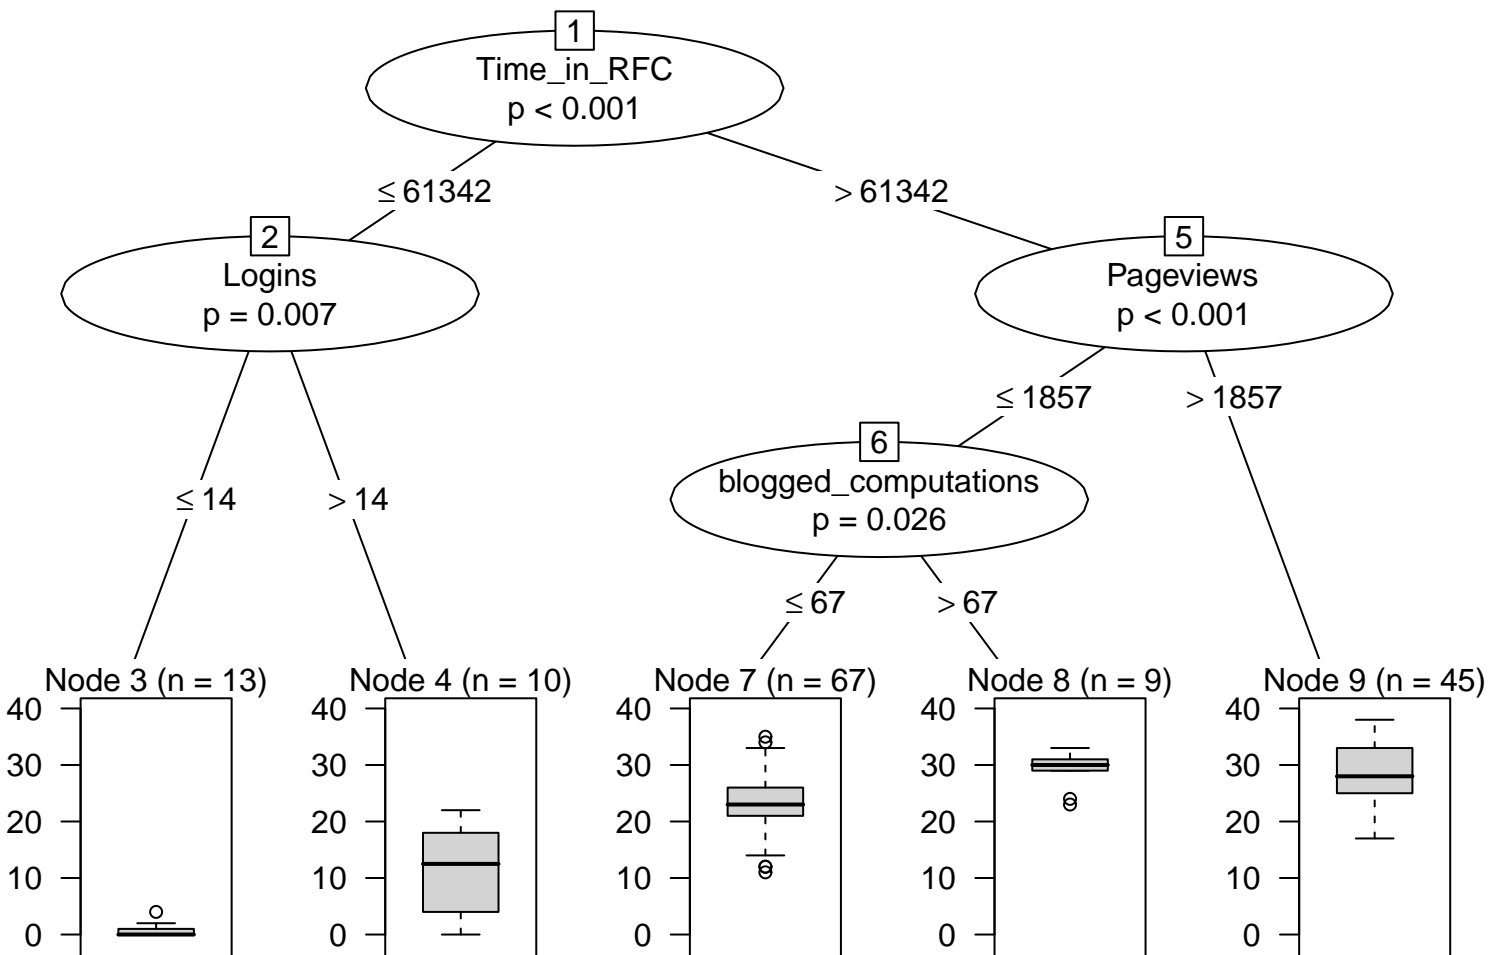 1
Time_in_RFC
p < 0.001
≤ 61342
> 61342
2
Logins
p = 0.007
5
Pageviews
p < 0.001
≤ 1857
> 1857
6
blogged_computations
p = 0.026
≤ 14
> 14
≤ 67
> 67
Node 3 (n = 13)
40
30
20
10
0
Node 4 (n = 10)
40
30
20
10
0
Node 7 (n = 67)
40
30
20
10
0
Node 8 (n = 9)
40
30
20
10
0
Node 9 (n = 45)
40
30
20
10
0